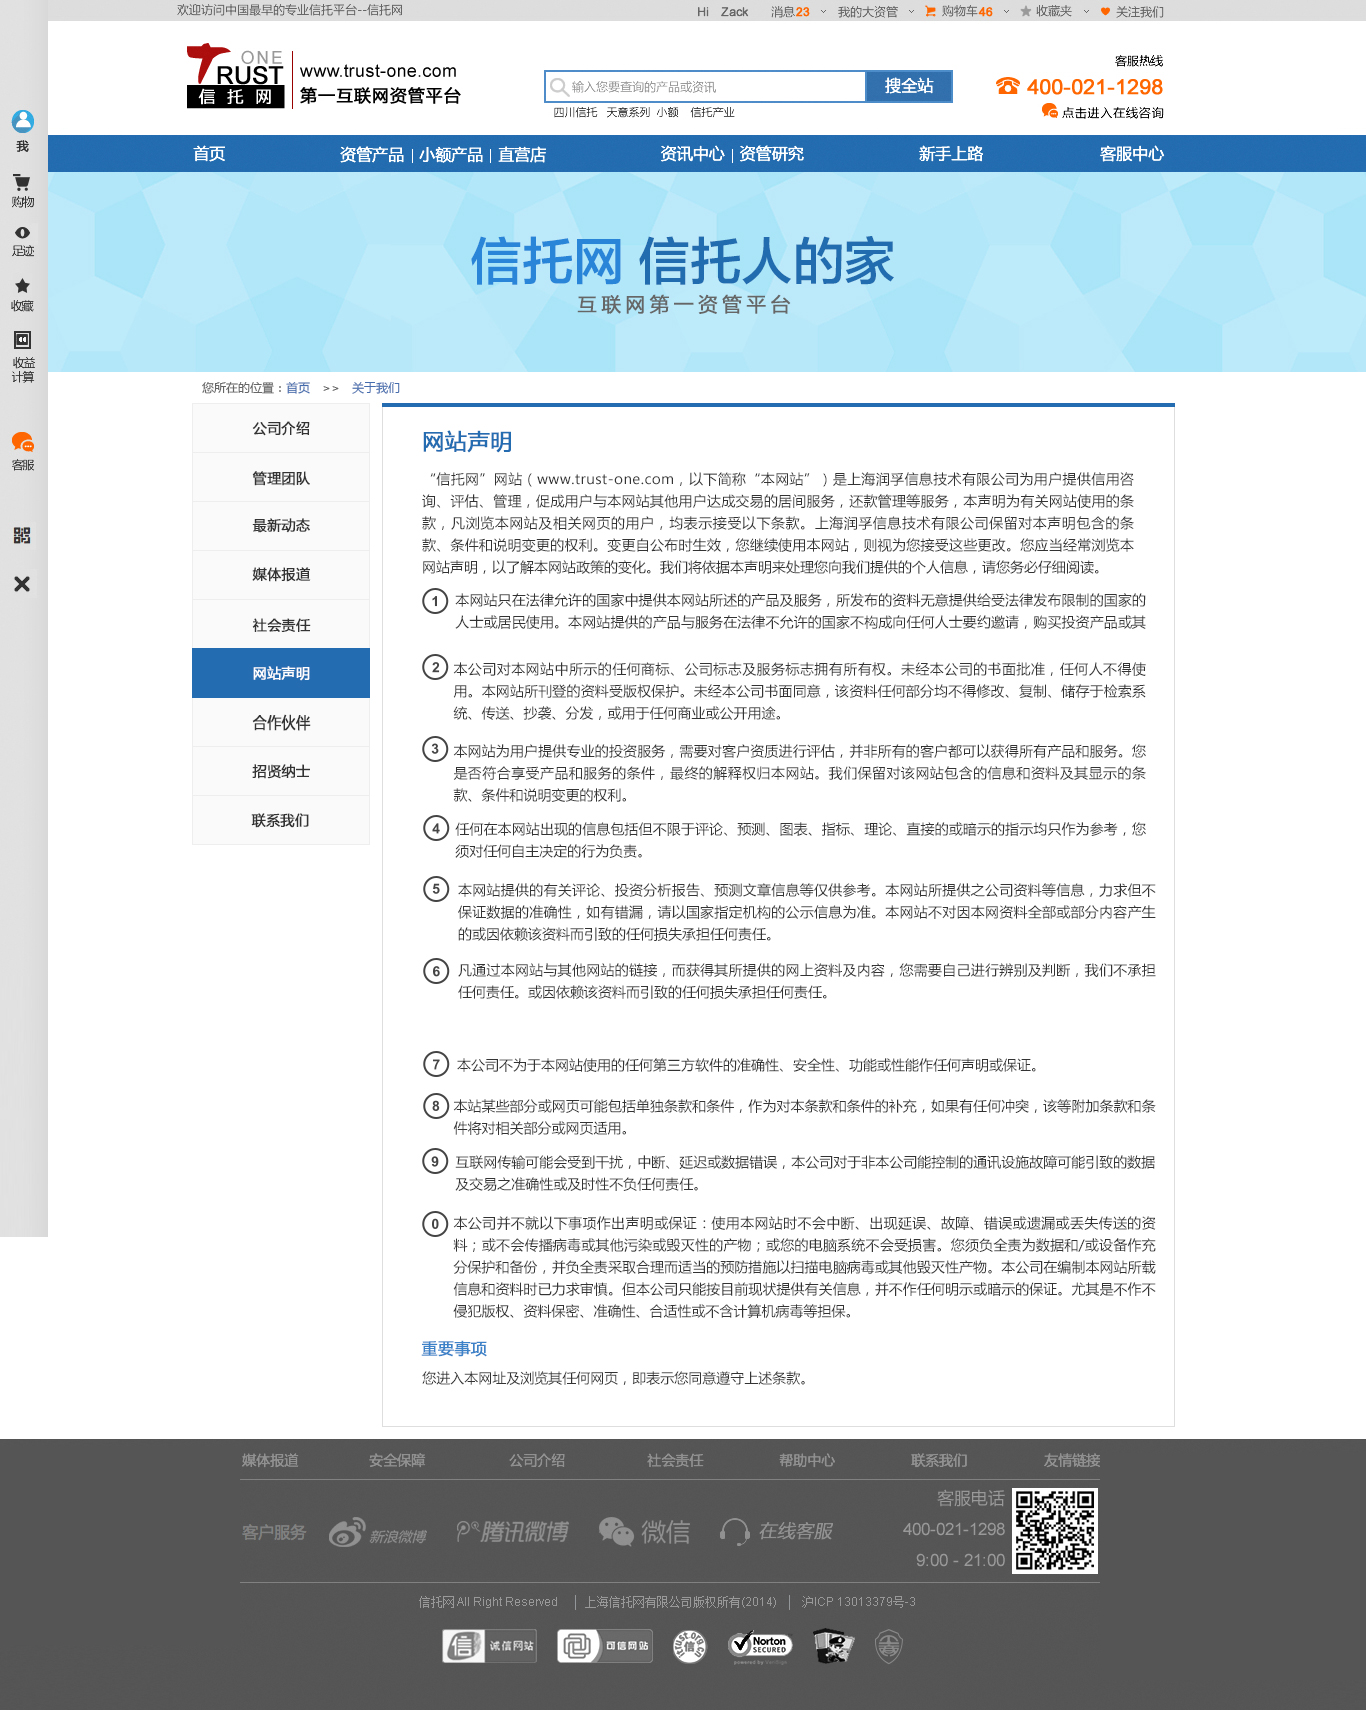 欢迎访问中国最早的专业信托平台--信托网
Hi Zack 消息23 我的大资管 购物车46 收藏夹 关注我们
ONE
TRUST
信托网
www.trust-one.com
第一互联网资管平台
输入您要查询的产品或资讯
搜全站
四川信托 天意系列 小额 信托产业
客服热线
400-021-1298
点击进入在线咨询
首页 资管产品 | 小额产品 | 直营店 资讯中心 | 资管研究 新手上路 客服中心
我
购物
足迹
收藏
收益
计算
客服
信托网 信托人的家
互联网第一资管平台
您所在的位置：首页 >> 关于我们
公司介绍
管理团队
最新动态
媒体报道
社会责任
网站声明
合作伙伴
招贤纳士
联系我们
网站声明
“信托网”网站（www.trust-one.com，以下简称“本网站”）是上海润孚信息技术有限公司为用户提供信用咨
询、评估、管理，促成用户与本网站其他用户达成交易的居间服务，还款管理等服务，本声明为有关网站使用的条
款，凡浏览本网站及相关网页的用户，均表示接受以下条款。上海润孚信息技术有限公司保留对本声明包含的条
款、条件和说明变更的权利。变更自公布时生效，您继续使用本网站，则视为您接受这些更改。您应当经常浏览本
网站声明，以了解本网站政策的变化。我们将依据本声明来处理您向我们提供的个人信息，请您务必仔细阅读。
1 本网站只在法律允许的国家中提供本网站所述的产品及服务，所发布的资料无意提供给受法律发布限制的国家的
人士或居民使用。本网站提供的产品与服务在法律不允许的国家不构成向任何人士要约邀请，购买投资产品或其
2 本公司对本网站中所示的任何商标、公司标志及服务标志拥有所有权。未经本公司的书面批准，任何人不得使
用。本网站所刊登的资料受版权保护。未经本公司书面同意，该资料任何部分均不得修改、复制、储存于检索系
统、传送、抄袭、分发，或用于任何商业或公开用途。
3 本网站为用户提供专业的投资服务，需要对客户资质进行评估，并非所有的客户都可以获得所有产品和服务。您
是否符合享受产品和服务的条件，最终的解释权归本网站。我们保留对该网站包含的信息和资料及其显示的条
款、条件和说明变更的权利。
4 任何在本网站出现的信息包括但不限于评论、预测、图表、指标、理论、直接的或暗示的指示均只作为参考，您
须对任何自主决定的行为负责。
5 本网站提供的有关评论、投资分析报告、预测文章信息等仅供参考。本网站所提供之公司资料等信息，力求但不
保证数据的准确性，如有错漏，请以国家指定机构的公示信息为准。本网站不对因本网资料全部或部分内容产生
的或因依赖该资料而引致的任何损失承担任何责任。
6 凡通过本网站与其他网站的链接，而获得其所提供的网上资料及内容，您需要自己进行辨别及判断，我们不承担
任何责任。或因依赖该资料而引致的任何损失承担任何责任。
7 本公司不为于本网站使用的任何第三方软件的准确性、安全性、功能或性能作任何声明或保证。
8 本站某些部分或网页可能包括单独条款和条件，作为对本条款和条件的补充，如果有任何冲突，该等附加条款和条
件将对相关部分或网页适用。
9 互联网传输可能会受到干扰，中断、延迟或数据错误，本公司对于非本公司能控制的通讯设施故障可能引致的数据
及交易之准确性或及时性不负任何责任。
0 本公司并不就以下事项作出声明或保证：使用本网站时不会中断、出现延误、故障、错误或遗漏或丢失传送的资
料；或不会传播病毒或其他污染或毁灭性的产物；或您的电脑系统不会受损害。您须负全责为数据和/或设备作充
分保护和备份，并负全责采取合理而适当的预防措施以扫描电脑病毒或其他毁灭性产物。本公司在编制本网站所载
信息和资料时已力求审慎。但本公司只能按目前现状提供有关信息，并不作任何明示或暗示的保证。尤其是不作不
侵犯版权、资料保密、准确性、合适性或不含计算机病毒等担保。
重要事项
您进入本网址及浏览其任何网页，即表示您同意遵守上述条款。
媒体报道 安全保障 公司介绍 社会责任 帮助中心 联系我们 友情链接
客户服务 新浪微博 腾讯微博 微信 在线客服
客服电话
400-021-1298
9:00 - 21:00
信托网 All Right Reserved | 上海信托网有限公司版权所有(2014) | 沪ICP 13013379号-3
信 诚信网站 可信网站 TRUST.ORG.CN 信 Norton SECURED